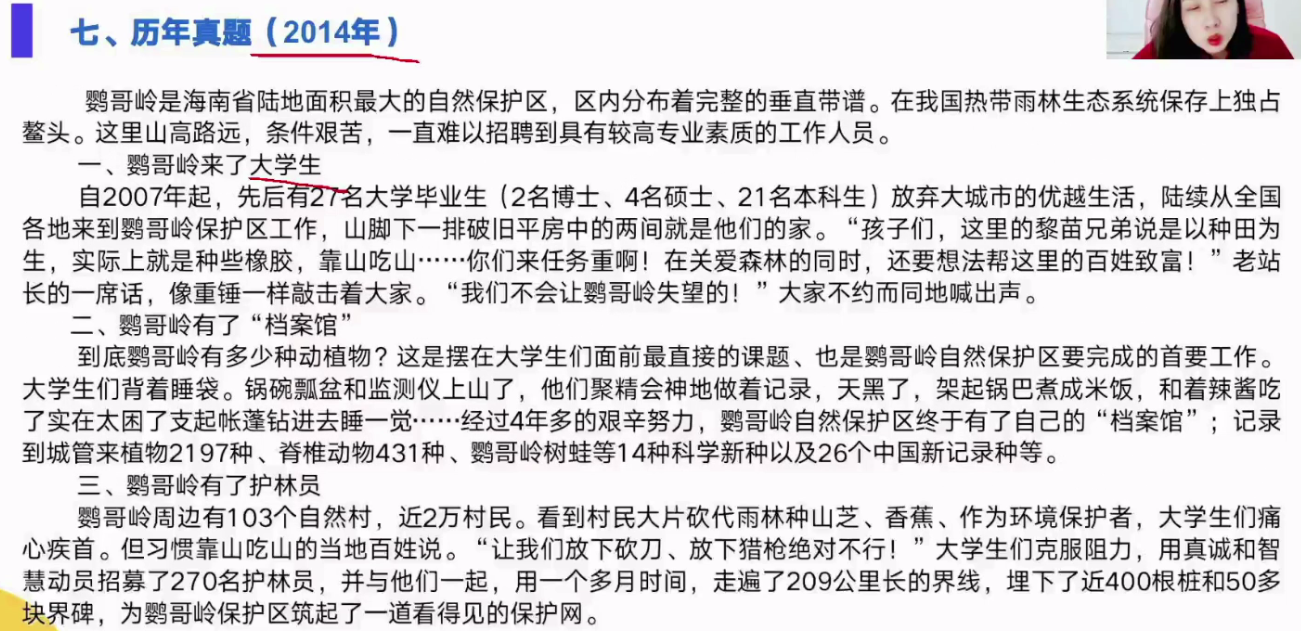 七、历年真题（2014年）
鹦哥岭是海南省陆地面积最大的自然保护区，区内分布着完整的垂直带谱。在我国热带雨林生态系统保存上独占
鳌头。这里山高路远，条件艰苦，一直难以招聘到具有较高专业素质的工作人员。
一、鹦哥岭来了大学生
自2007年起，先后有27名大学毕业生（2名博士、4名硕士、21名本科生）放弃大城市的优越生活，陆续从全国
各地来到鹦哥岭保护区工作，山脚下一排破旧平房中的两间就是他们的家。“孩子们，这里的黎苗兄弟说是以种田为
生，实际上就是种些橡胶，靠山吃山……你们来任务重啊！在关爱森林的同时，还要想法帮这里的百姓致富！”老站
长的一席话，像重锤一样敲击着大家。“我们不会让鹦哥岭失望的！”大家不约而同地喊出声。
二、鹦哥岭有了“档案馆”
到底鹦哥岭有多少种动植物？这是摆在大学生们面前最直接的课题、也是鹦哥岭自然保护区要完成的首要工作。
大学生们背着睡袋。锅碗瓢盆和监测仪上山了，他们聚精会神地做着记录，天黑了，架起锅巴煮成米饭，和着辣酱吃
了实在太困了支起帐蓬钻进去睡一觉……经过4年多的艰辛努力，鹦哥岭自然保护区终于有了自己的“档案馆”；记录
到城管来植物2197种、脊椎动物431种、鹦哥岭树蛙等14种科学新种以及26个中国新记录种等。
三、鹦哥岭有了护林员
鹦哥岭周边有103个自然村，近2万村民。看到村民大片砍代雨林种山芝、香蕉、作为环境保护者，大学生们痛
心疾首。但习惯靠山吃山的当地百姓说。“让我们放下砍刀、放下猎枪绝对不行！”大学生们克服阻力，用真诚和智
慧动员招募了270名护林员，并与他们一起，用一个多月时间，走遍了209公里长的界线，埋下了近400根桩和50多
块界碑，为鹦哥岭保护区筑起了一道看得见的保护网。